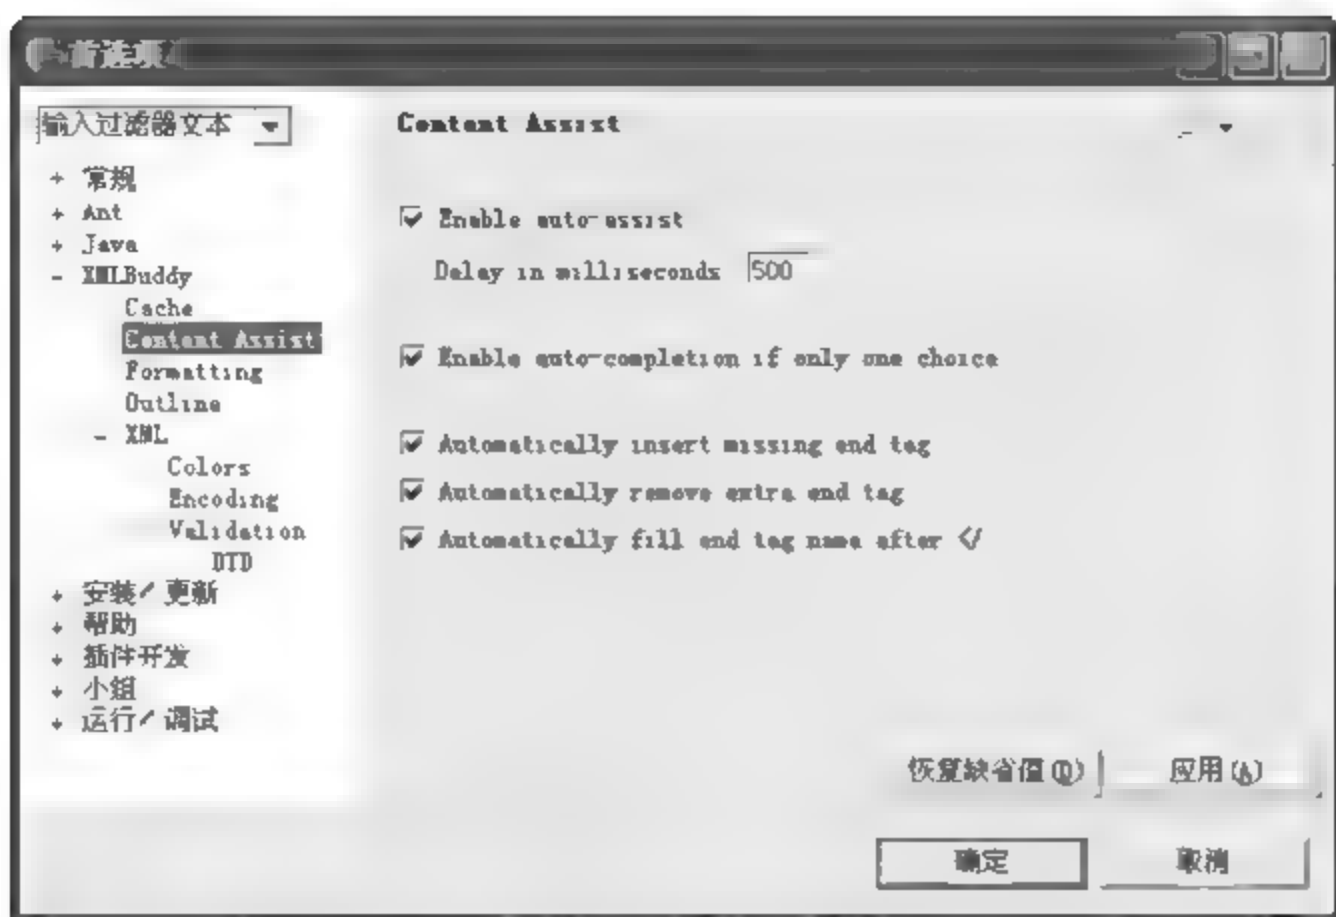 首选项
输入过滤器文本
+ 常规
+ Ant
+ Java
- XMLBuddy
Cache
Content Assist
Formatting
Outline
- XML
Colors
Encoding
Validation
DTD
+ 安装/更新
+ 帮助
+ 插件开发
+ 小组
+ 运行/调试
Content Assist
Enable auto-assist
Delay in milliseconds 500
Enable auto-completion if only one choice
Automatically insert missing end tag
Automatically remove extra end tag
Automatically fill end tag name after </
恢复缺省值(D) 应用(A)
确定 取消